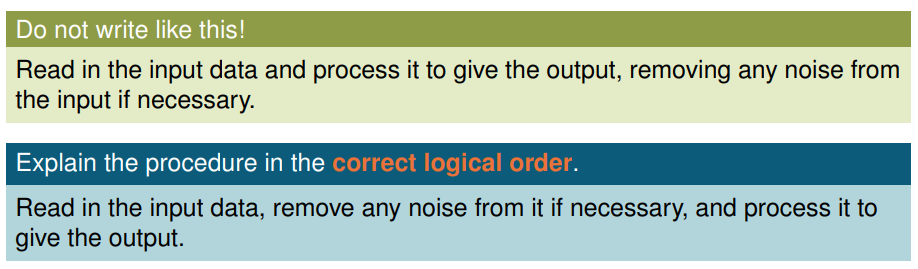 Do not write like this!
Read in the input data and process it to give the output, removing any noise from
the input if necessary.
Explain the procedure in the correct logical order.
Read in the input data, remove any noise from it if necessary, and process it to
give the output.